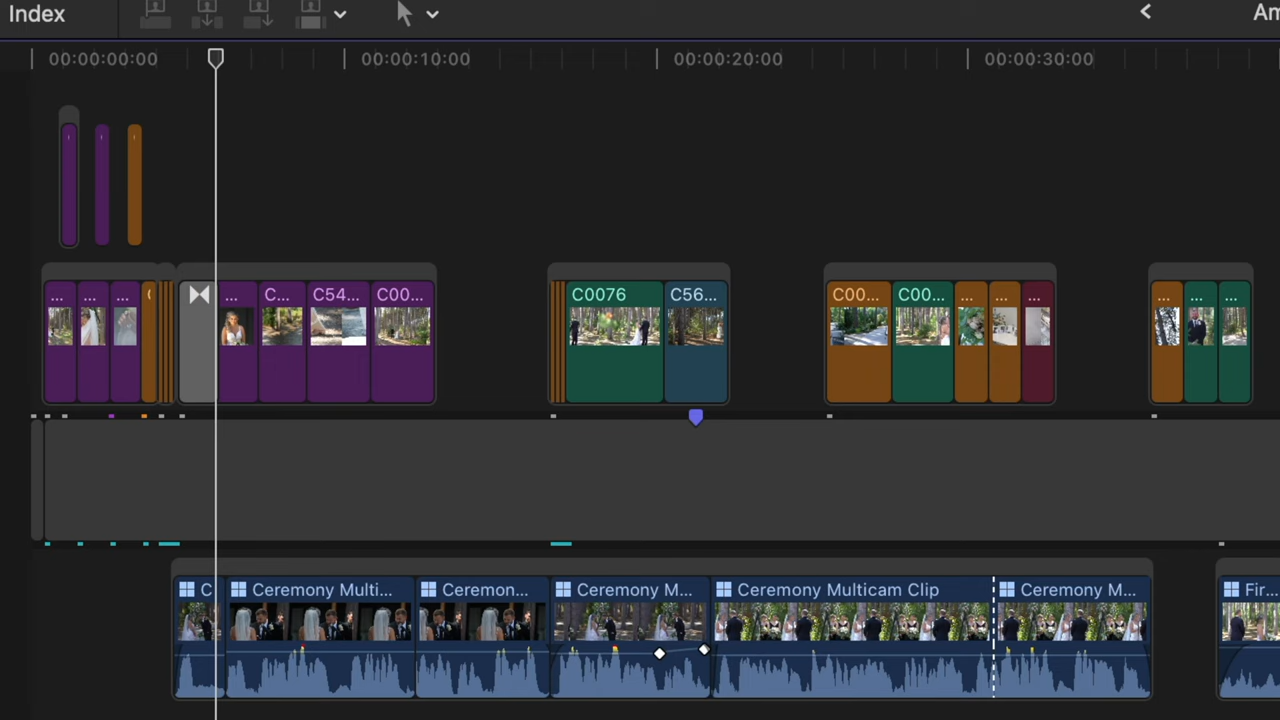 Index
Am
00:00:00:00 00:00:10:00 00:00:20:00 00:00:30:00
... ... ... ... C... C54... C00... C0076 C56... C00... C00... ... ... ... ... ... ...
C Ceremony Multi... Ceremon... Ceremony M... Ceremony Multicam Clip Ceremony M... Fir...